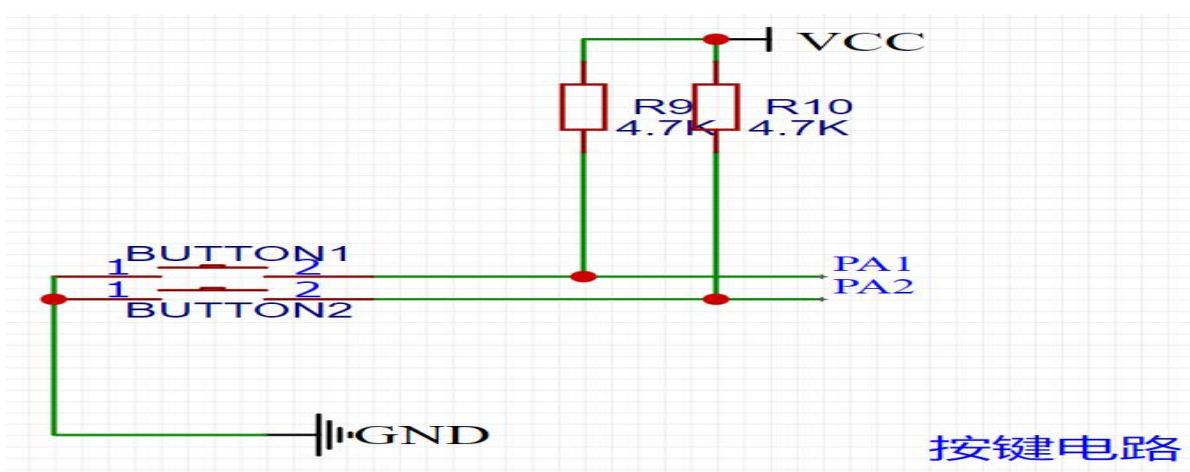 VCC
R9
4.7K
R10
4.7K
BUTTON1
1
2
PA1
1
2
PA2
BUTTON2
GND
按键电路